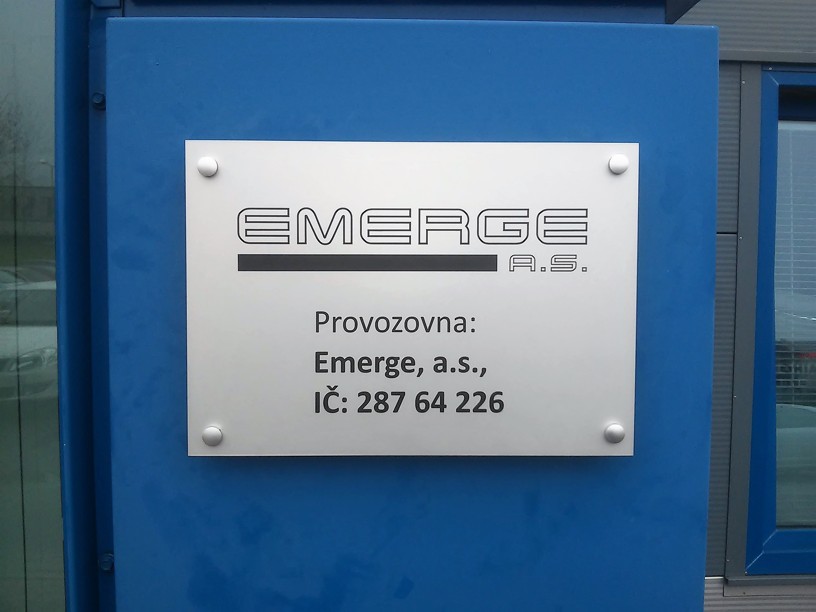 EMERGE
A.S.
Provozovna:
Emerge, a.s.,
IČ: 287 64 226